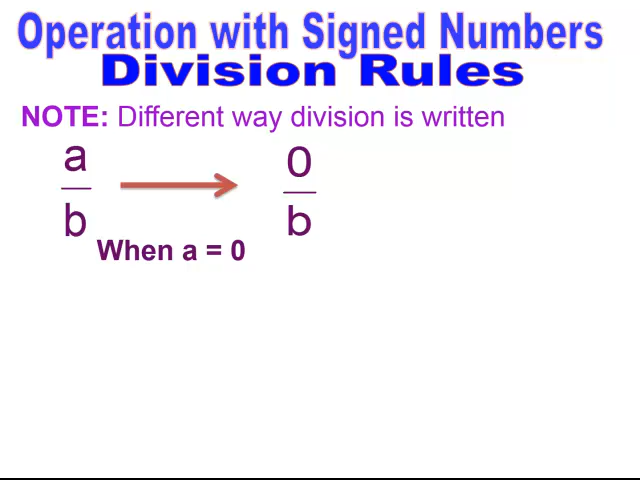 Operation with Signed Numbers
Division Rules
NOTE: Different way division is written
a
b
0
b
When a = 0